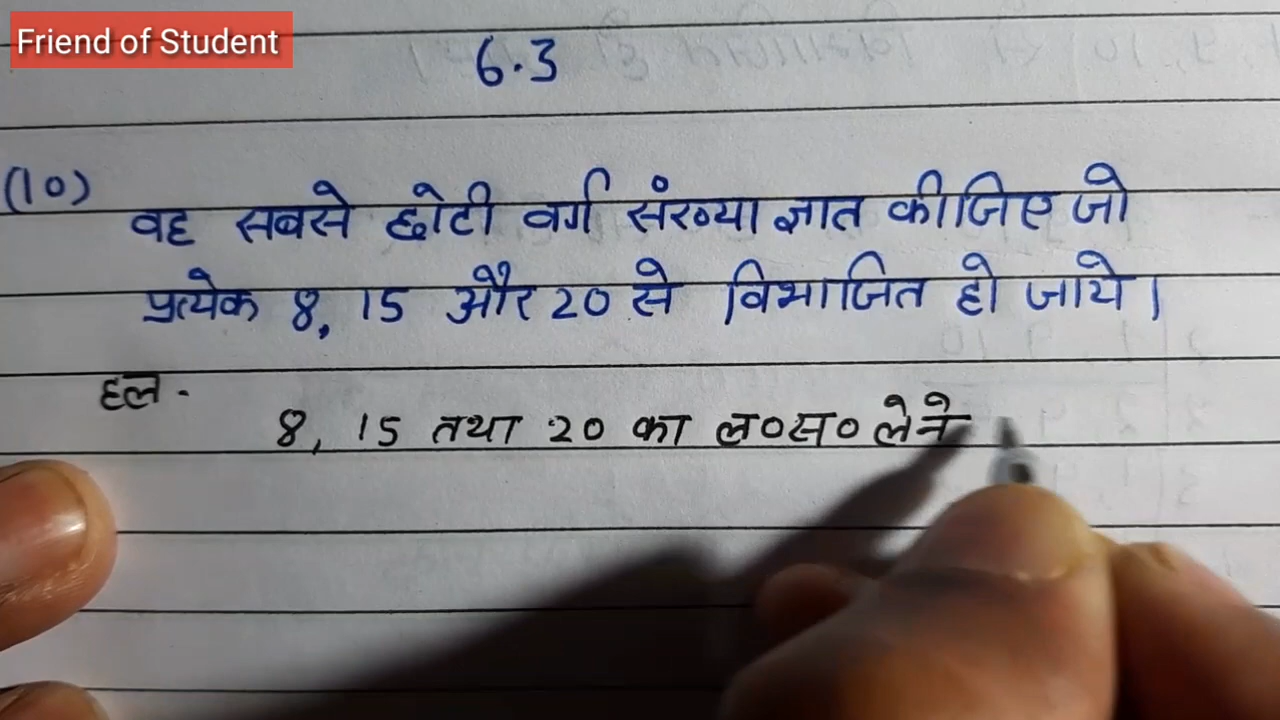 Friend of Student
6.3
(10)
वह सबसे छोटी वर्ग संख्या ज्ञात कीजिए जो
प्रत्येक 8, 15 और 20 से विभाजित हो जाये।
हल -
8, 15 तथा 20 का ल०स० लेने